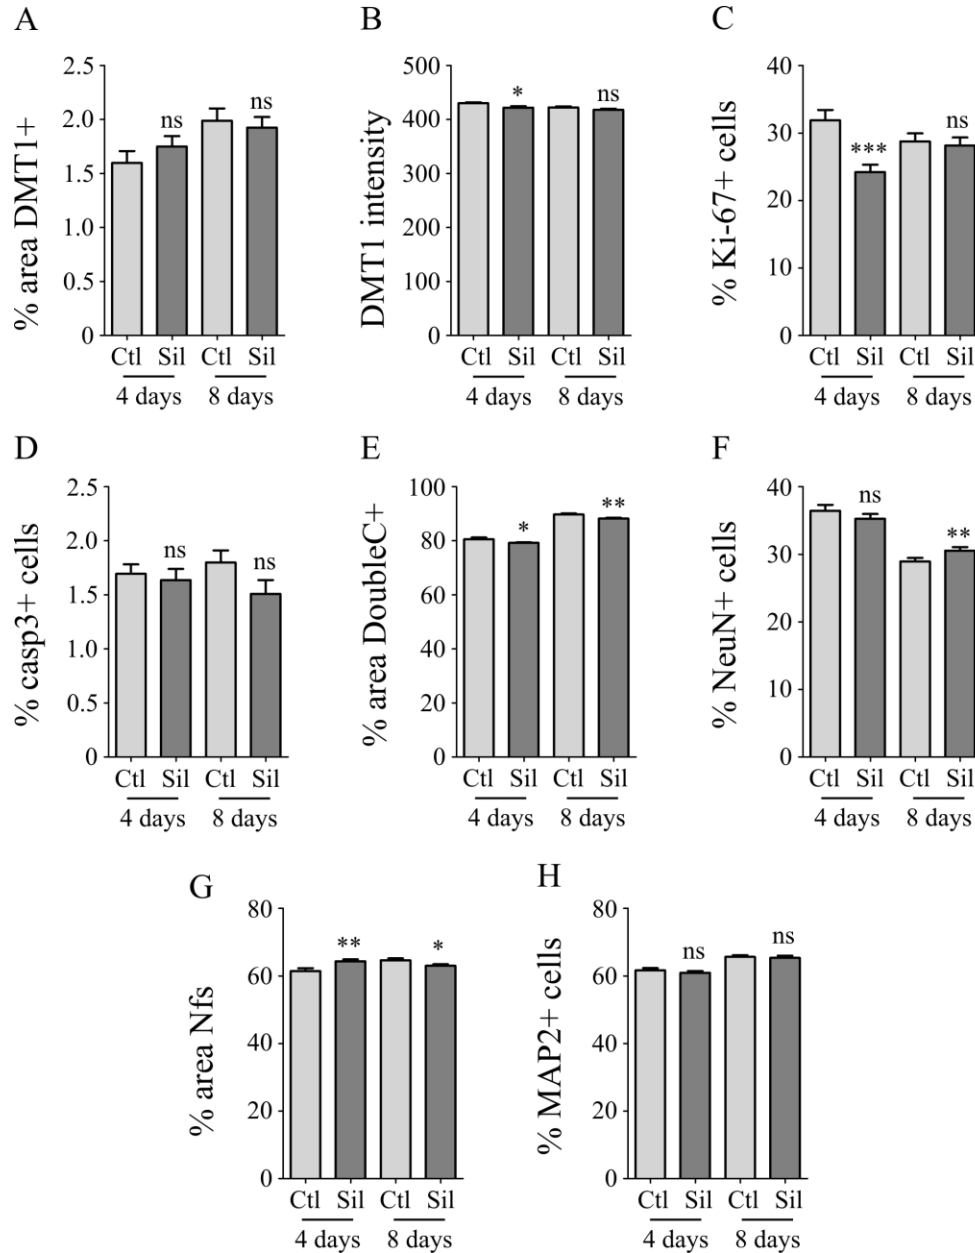 A
B
C
% area DMT1+
2.5
2.0
1.5
1.0
0.5
0
ns
ns
Ctl Sil Ctl Sil
4 days 8 days
DMT1 intensity
500
400
300
200
100
0
*
ns
Ctl Sil Ctl Sil
4 days 8 days
% Ki-67+ cells
40
30
20
10
0
***
ns
Ctl Sil Ctl Sil
4 days 8 days
D
E
F
% casp3+ cells
2.5
2.0
1.5
1.0
0.5
0
ns
ns
Ctl Sil Ctl Sil
4 days 8 days
% area DoubleC+
100
80
60
40
20
0
*
**
Ctl Sil Ctl Sil
4 days 8 days
% NeuN+ cells
40
30
20
10
0
ns
**
Ctl Sil Ctl Sil
4 days 8 days
G
H
% area Nfs
80
60
40
20
0
**
*
Ctl Sil Ctl Sil
4 days 8 days
% MAP2+ cells
80
60
40
20
0
ns
ns
Ctl Sil Ctl Sil
4 days 8 days